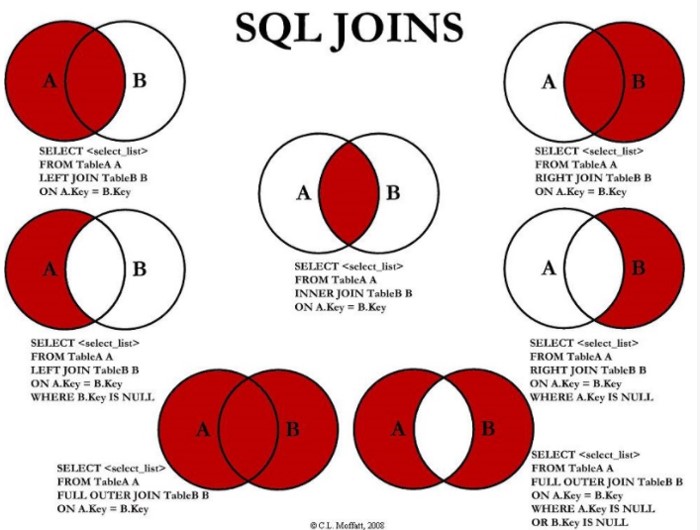 SQL JOINS
A B
SELECT <select_list>
FROM TableA A
LEFT JOIN TableB B
ON A.Key = B.Key
A B
SELECT <select_list>
FROM TableA A
RIGHT JOIN TableB B
ON A.Key = B.Key
A B
SELECT <select_list>
FROM TableA A
INNER JOIN TableB B
ON A.Key = B.Key
A B
SELECT <select_list>
FROM TableA A
LEFT JOIN TableB B
ON A.Key = B.Key
WHERE B.Key IS NULL
A B
SELECT <select_list>
FROM TableA A
RIGHT JOIN TableB B
ON A.Key = B.Key
WHERE A.Key IS NULL
A B
SELECT <select_list>
FROM TableA A
FULL OUTER JOIN TableB B
ON A.Key = B.Key
A B
SELECT <select_list>
FROM TableA A
FULL OUTER JOIN TableB B
ON A.Key = B.Key
WHERE A.Key IS NULL
OR B.Key IS NULL
© C.L. Moffatt, 2008